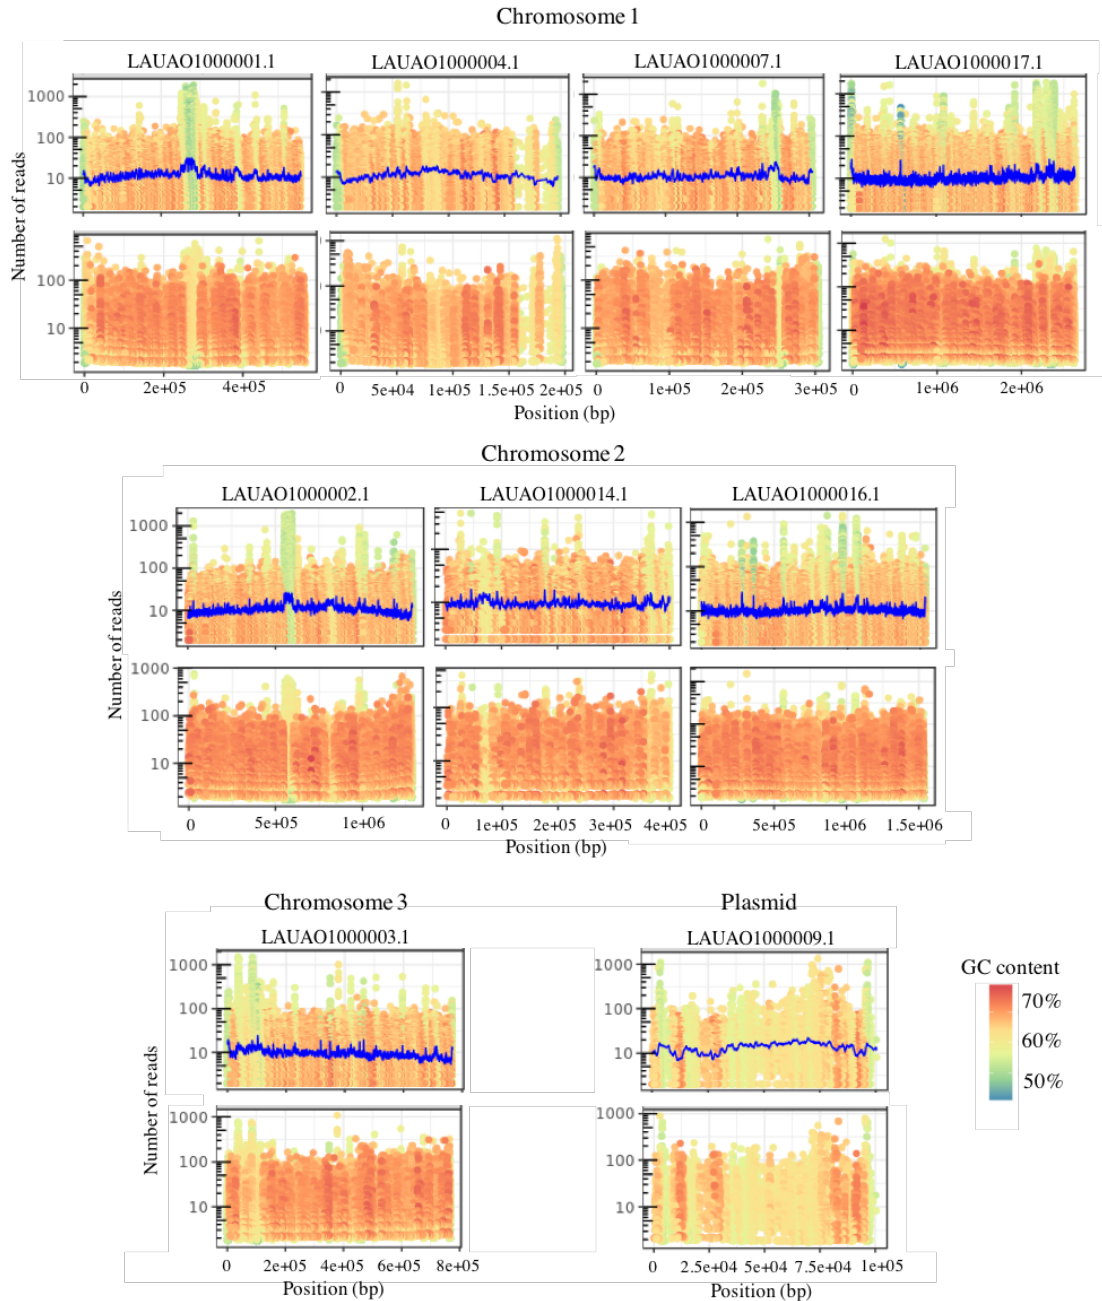 Chromosome 1
LAUAO1000001.1 LAUAO1000004.1 LAUAO1000007.1 LAUAO1000017.1
Number of reads
1000
100
10
100
10
0 2e+05 4e+05 0 5e+04 1e+05 1.5e+05 2e+05 0 1e+05 2e+05 3e+05 0 1e+06 2e+06
Position (bp)
Chromosome 2
LAUAO1000002.1 LAUAO1000014.1 LAUAO1000016.1
Number of reads
1000
100
10
1000
100
10
0 5e+05 1e+06 0 1e+05 2e+05 3e+05 4e+05 0 5e+05 1e+06 1.5e+06
Position (bp)
Chromosome 3 Plasmid
LAUAO1000003.1 LAUAO1000009.1
Number of reads
1000 1000
100 100
10 10
1000 1000
100 100
10 10
0 2e+05 4e+05 6e+05 8e+05 0 2.5e+04 5e+04 7.5e+04 1e+05
Position (bp) Position (bp)
GC content
70%
60%
50%